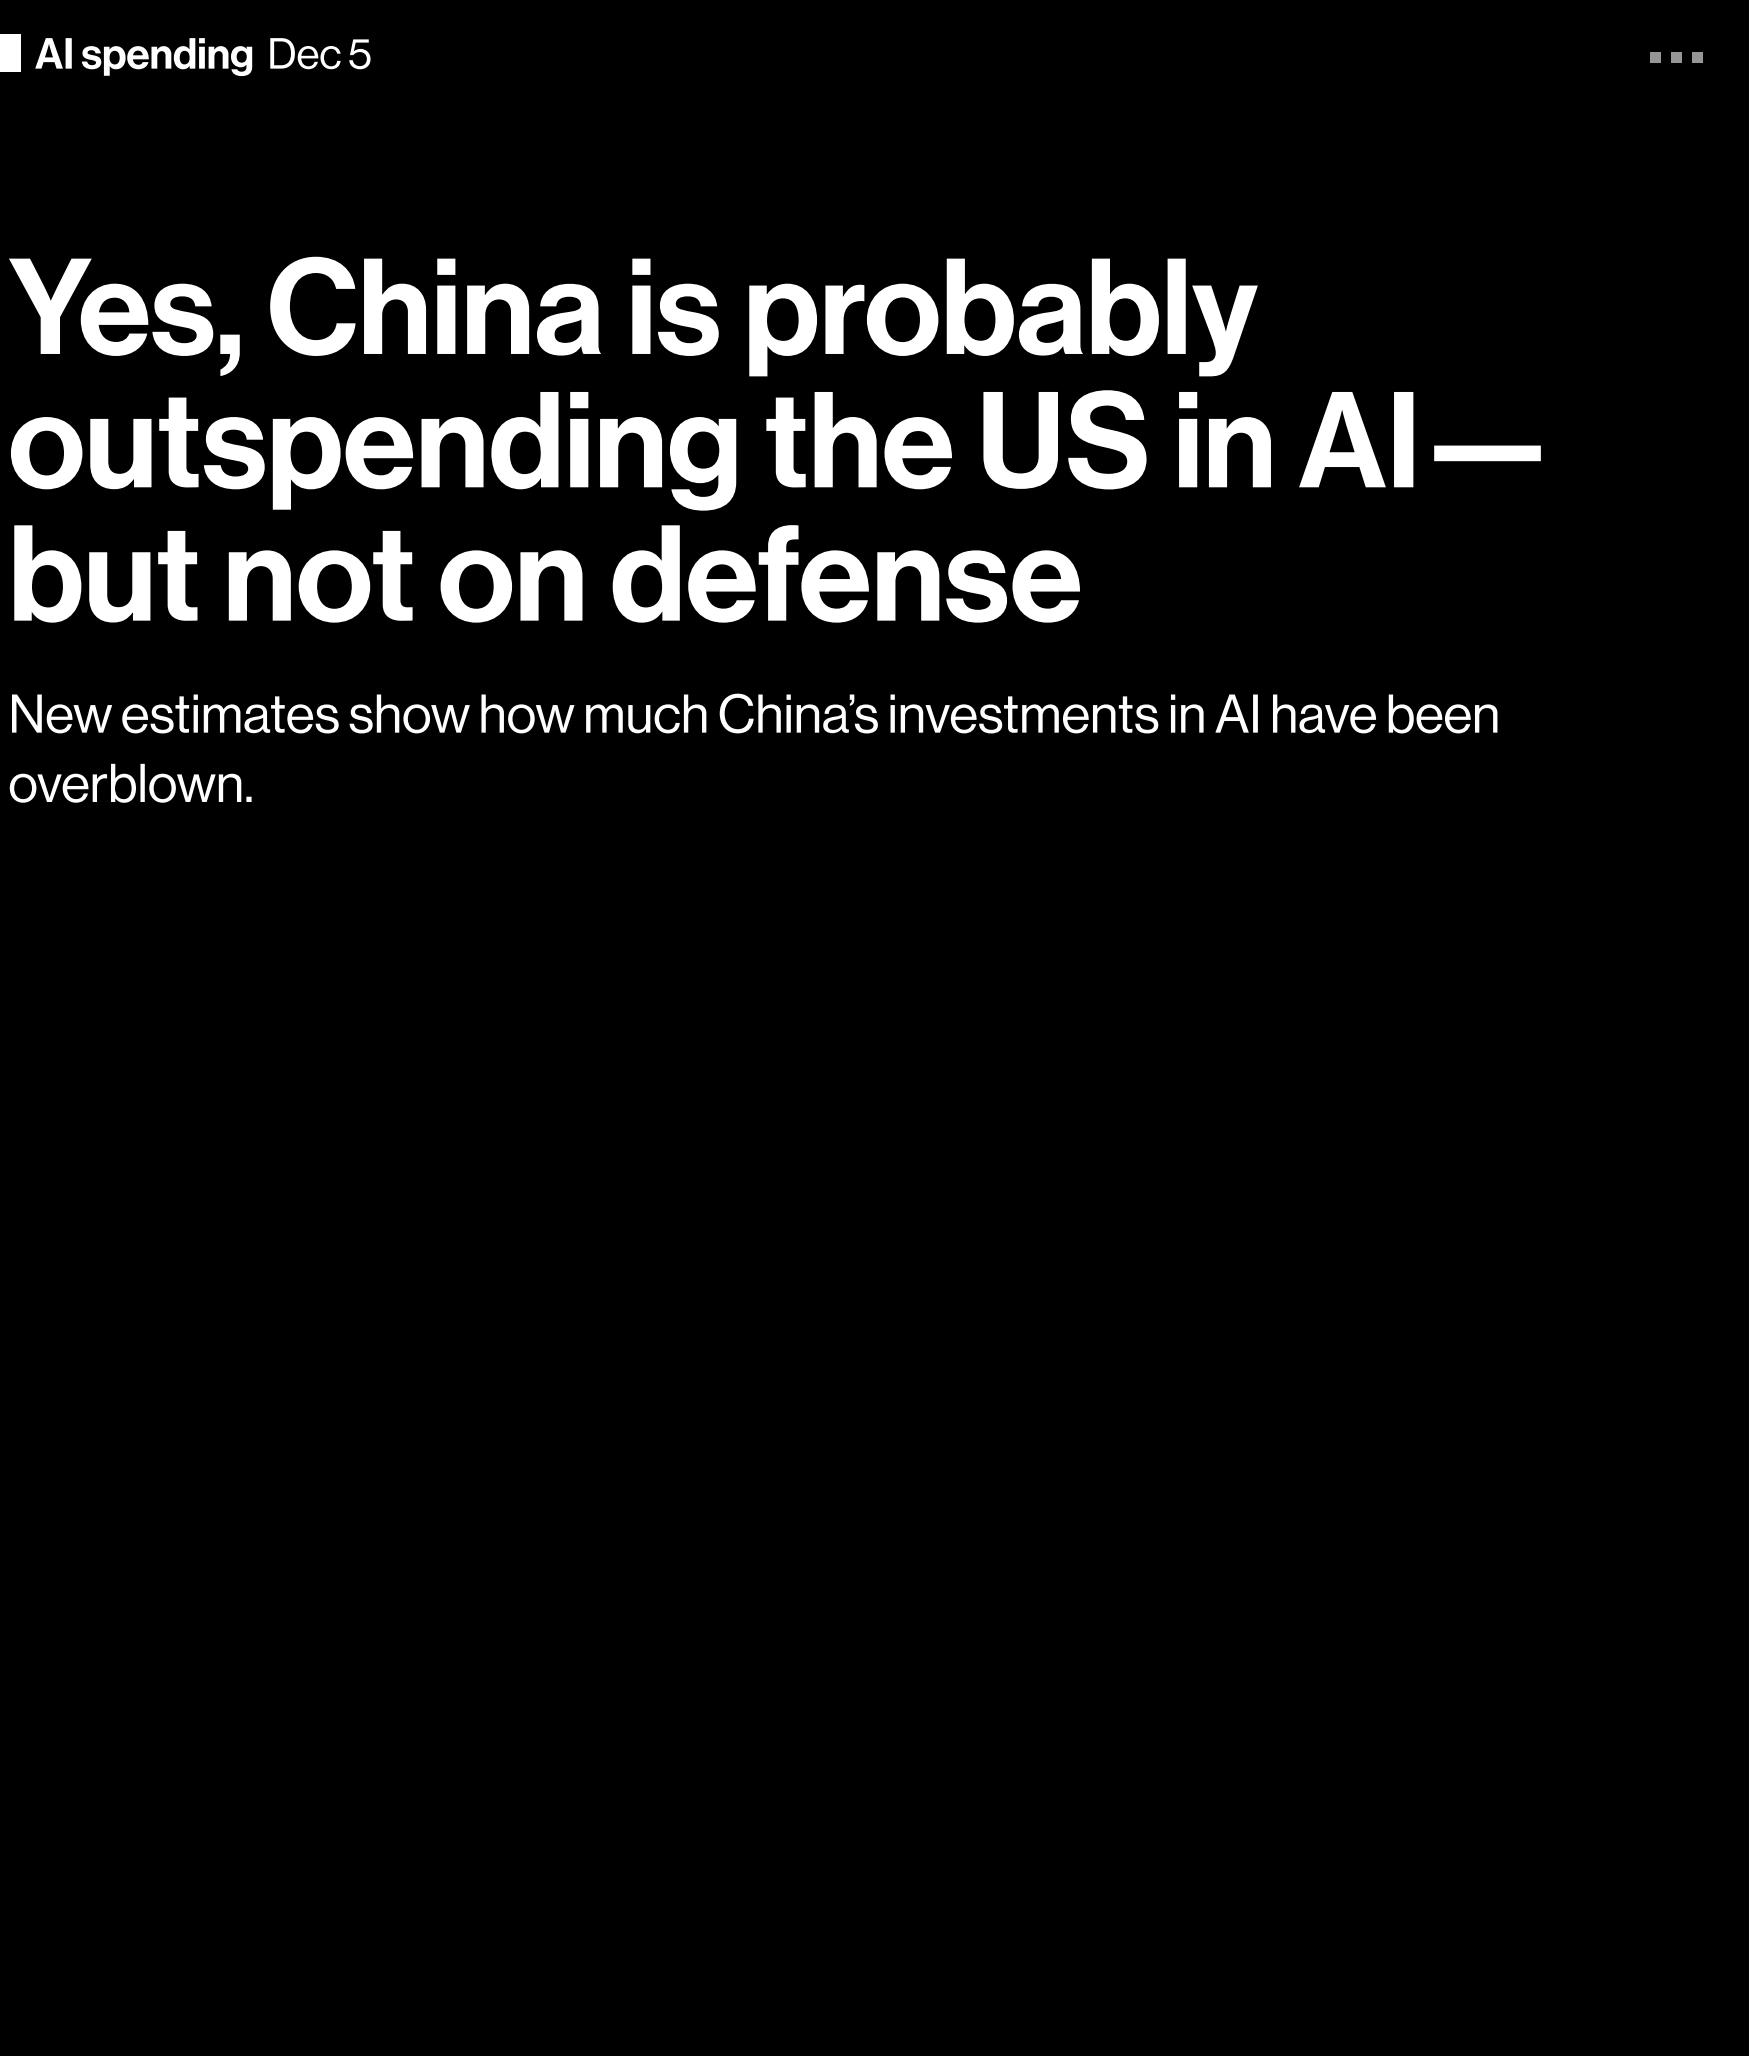 AI spending Dec 5
Yes, China is probably
outspending the US in AI—
but not on defense
New estimates show how much China’s investments in AI have been
overblown.